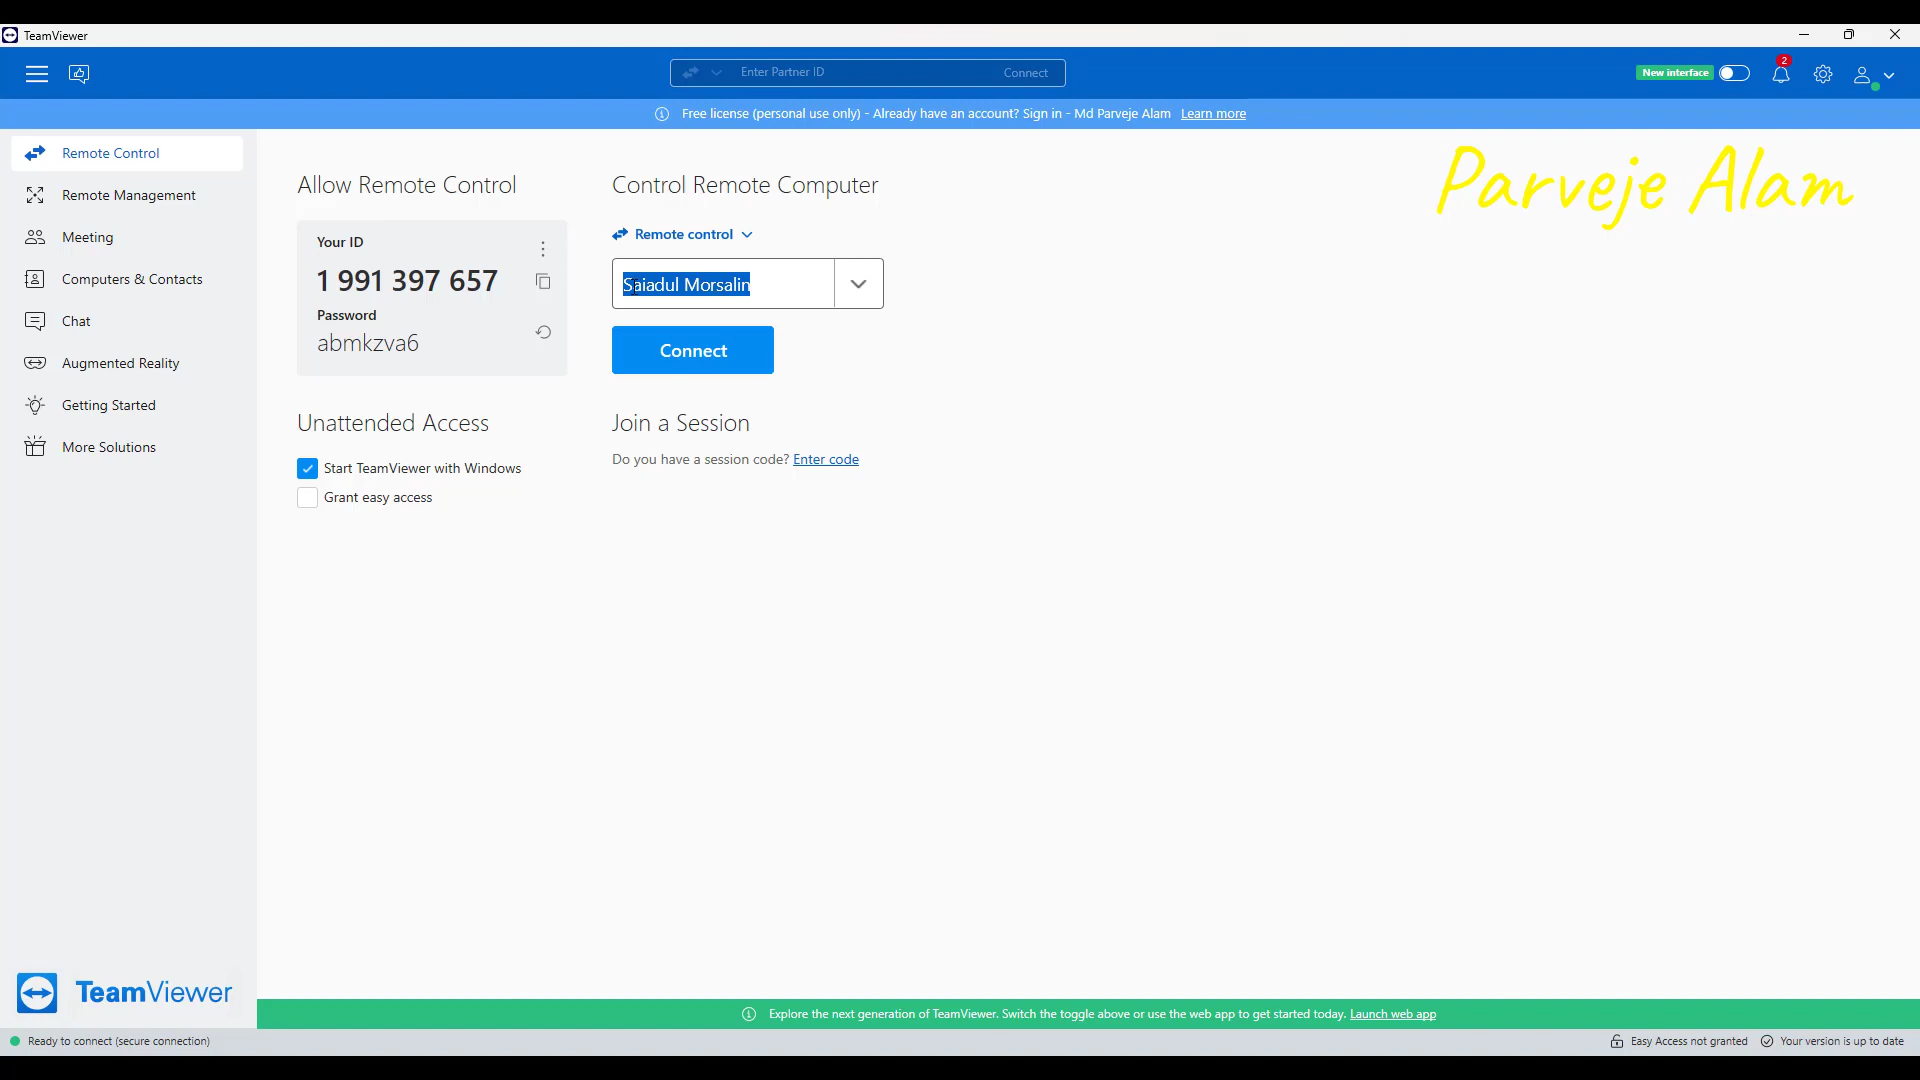 TeamViewer
Enter Partner ID
Connect
New interface
2
Free license (personal use only) - Already have an account? Sign in - Md Parveje Alam Learn more
Remote Control
Remote Management
Meeting
Computers & Contacts
Chat
Augmented Reality
Getting Started
More Solutions
Parveje Alam
Allow Remote Control
Your ID
1 991 397 657
Password
abmkzva6
Unattended Access
Start TeamViewer with Windows
Grant easy access
Control Remote Computer
Remote control
Saiadul Morsalin
Connect
Join a Session
Do you have a session code? Enter code
TeamViewer
Explore the next generation of TeamViewer. Switch the toggle above or use the web app to get started today. Launch web app
Ready to connect (secure connection)
Easy Access not granted
Your version is up to date